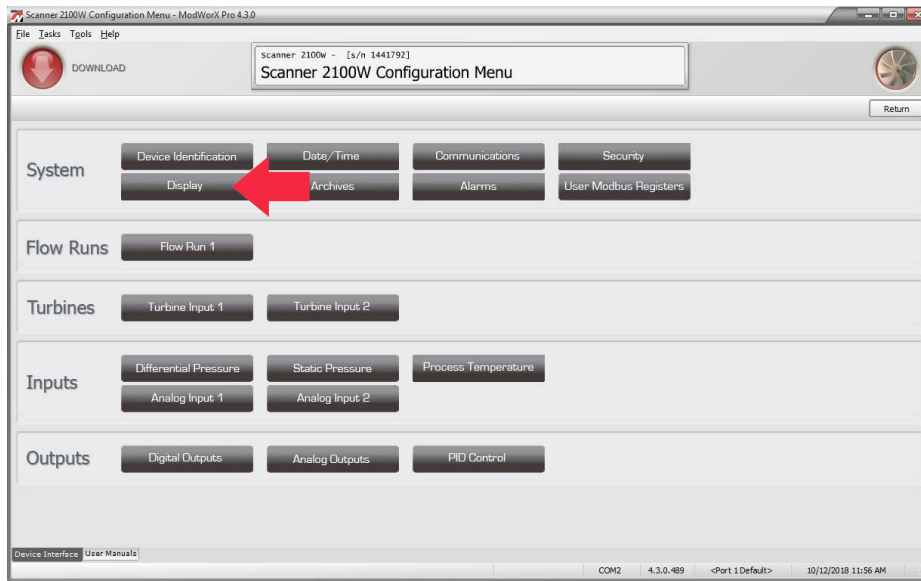 Scanner 2100W Configuration Menu - ModWorX Pro 4.3.0
File Tasks Tools Help
DOWNLOAD
Scanner 2100W - [s/n 1441792]
Scanner 2100W Configuration Menu
Return
System
Device Identification Date/Time Communications Security
Display Archives Alarms User Modbus Registers
Flow Runs Flow Run 1
Turbines Turbine Input 1 Turbine Input 2
Inputs
Differential Pressure Static Pressure Process Temperature
Analog Input 1 Analog Input 2
Outputs Digital Outputs Analog Outputs PID Control
Device Interface User Manuals
COM2 4.3.0.489 <Port 1 Default> 10/12/2018 11:56 AM